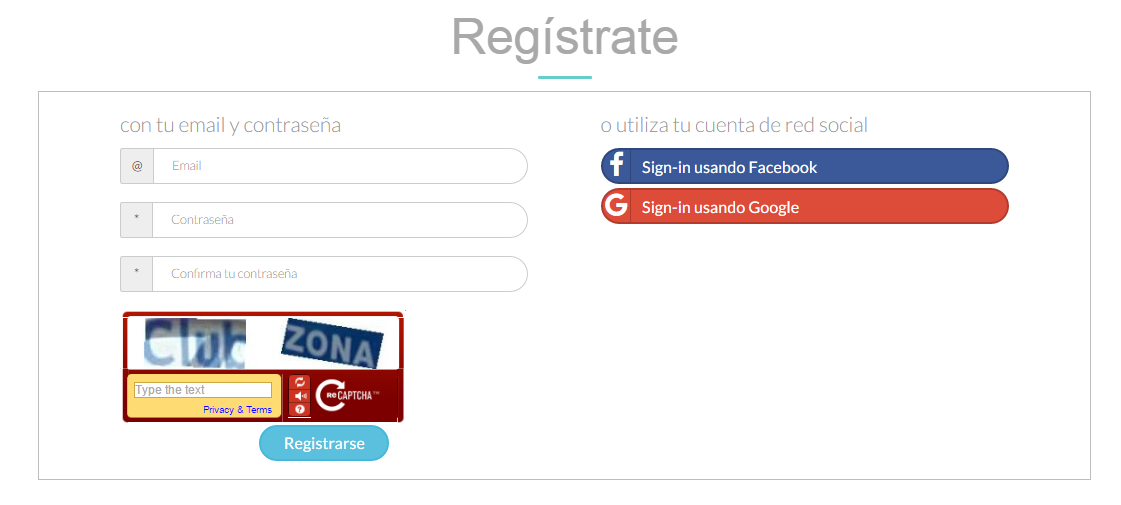 Regístrate
con tu email y contraseña
@ Email
* Contraseña
* Confirma tu contraseña
Club ZONA
Type the text
Privacy & Terms
?
reCAPTCHA™
Registrarse
o utiliza tu cuenta de red social
f Sign-in usando Facebook
G Sign-in usando Google